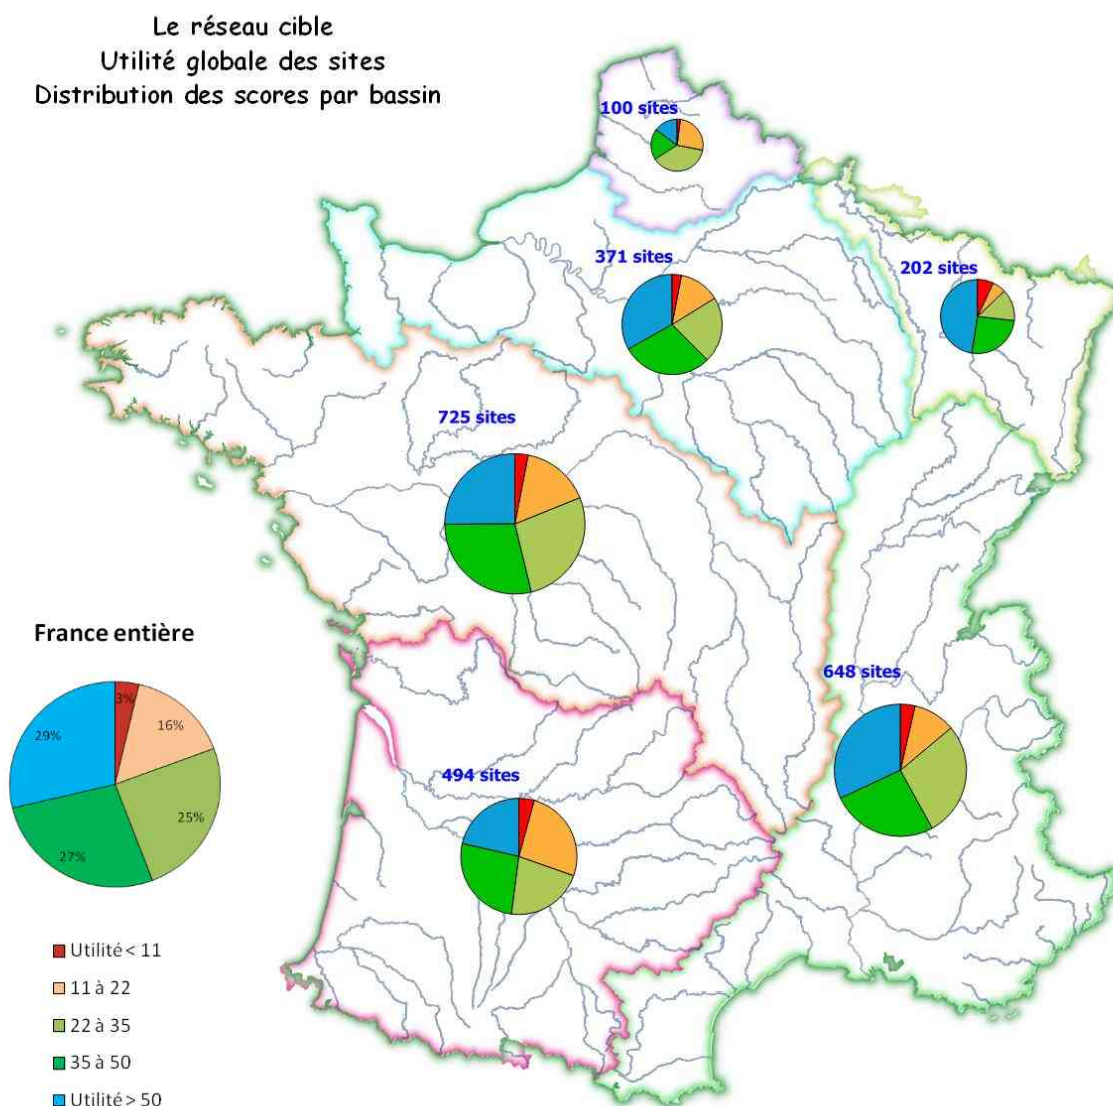 Le réseau cible
Utilité globale des sites
Distribution des scores par bassin
100 sites
371 sites
202 sites
725 sites
648 sites
494 sites
France entière
3%
16%
29%
25%
27%
Utilité < 11
11 à 22
22 à 35
35 à 50
Utilité > 50